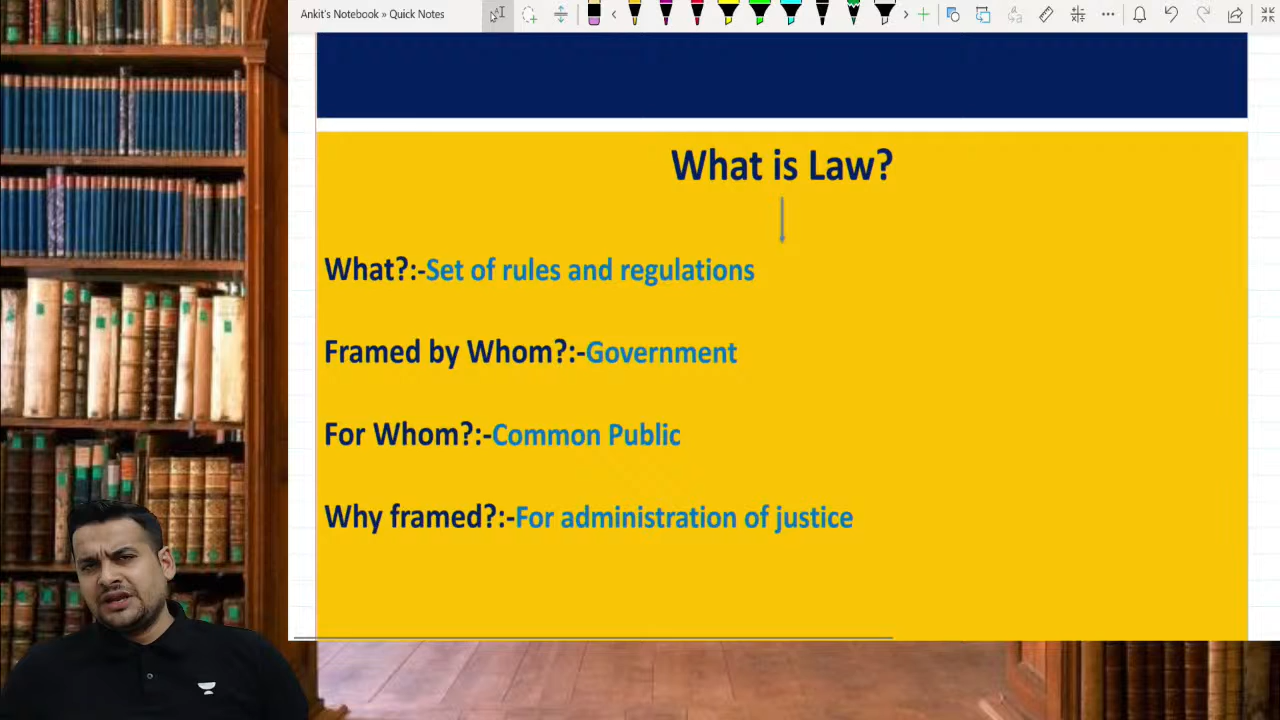 Ankit's Notebook » Quick Notes
What is Law?
What?:-Set of rules and regulations
Framed by Whom?:-Government
For Whom?:-Common Public
Why framed?:-For administration of justice